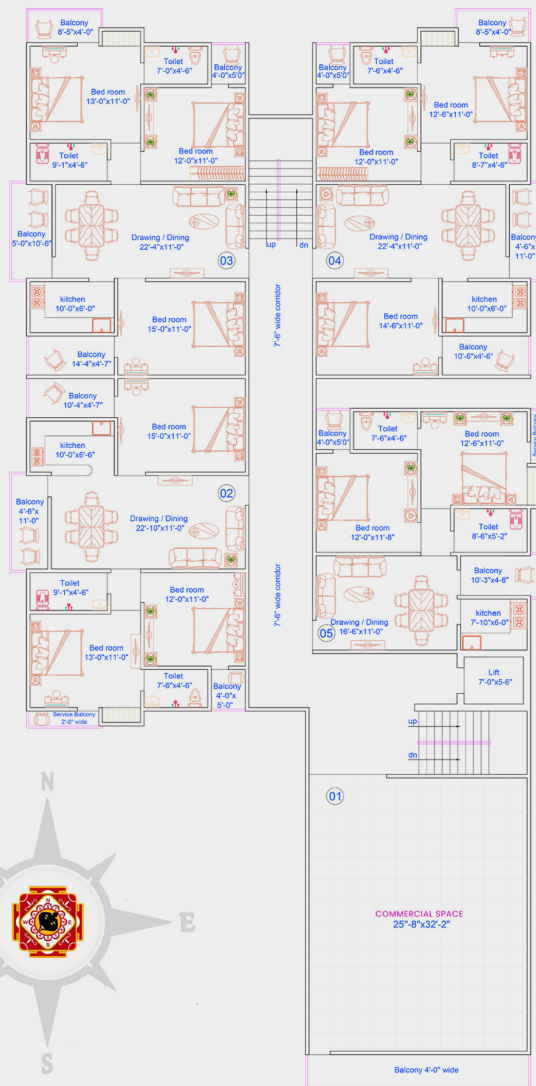 Balcony
8'-5"x4'-0"
Balcony
8'-5"x4'-0"
Toilet
7'-0"x4'-6"
Balcony
4'-0"x5'0"
Balcony
4'-0"x5'0"
Toilet
7'-6"x4'-6"
Bed room
13'-0"x11'-0"
Bed room
12'-6"x11'-0"
Bed room
12'-0"x11'-0"
Bed room
12'-0"x11'-0"
Toilet
9'-1"x4'-6"
Toilet
8'-7"x4'-6"
Balcony
5'-0"x10'-6"
Drawing / Dining
22'-4"x11'-0"
03
up
dn
04
Drawing / Dining
22'-4"x11'-0"
Balcony
4'-6"x
11'-0"
kitchen
10'-0"x6'-0"
Bed room
15'-0"x11'-0"
7'-6" wide corridor
Bed room
14'-6"x11'-0"
kitchen
10'-0"x6'-0"
Balcony
14'-4"x4'-7"
Balcony
10'-6"x4'-6"
Balcony
10'-4"x4'-7"
Bed room
15'-0"x11'-0"
Balcony
4'-0"x5'0"
Toilet
7'-6"x4'-6"
Bed room
12'-6"x11'-0"
Service Balcony
kitchen
10'-0"x6'-6"
02
Balcony
4'-6"x
11'-0"
Drawing / Dining
22'-10"x11'-0"
Bed room
12'-0"x11'-8"
Toilet
8'-6"x5'-2"
Balcony
10'-3"x4-8"
Toilet
9'-1"x4'-6"
Bed room
12'-0"x11'-0"
7'-6" wide corridor
05
Drawing / Dining
16'-6"x11'-0"
kitchen
7'-10"x6'-0"
Bed room
13'-0"x11'-0"
Toilet
7'-6"x4'-6"
Balcony
4'-0"x
5'-0"
Lift
7'-0"x5-6"
Service Balcony
2'-0" wide
up
dn
01
N
E
S
COMMERCIAL SPACE
25"-8"x32'-2"
Balcony 4'-0" wide